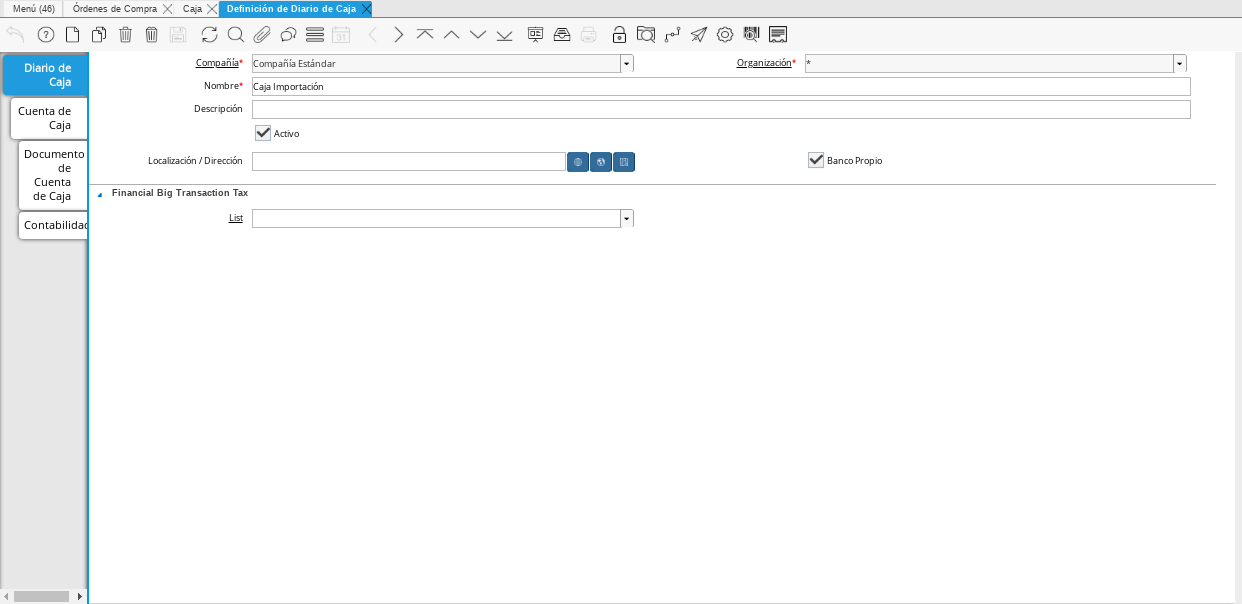 Menú (46) Órdenes de Compra Caja Definición de Diario de Caja
Diario de
Caja
Cuenta de
Caja
Documento
de
Cuenta
de Caja
Contabilidad
Compañía* Compañía Estándar Organización* *
Nombre* Caja Importación
Descripción
Activo
Localización / Dirección Banco Propio
Financial Big Transaction Tax
List